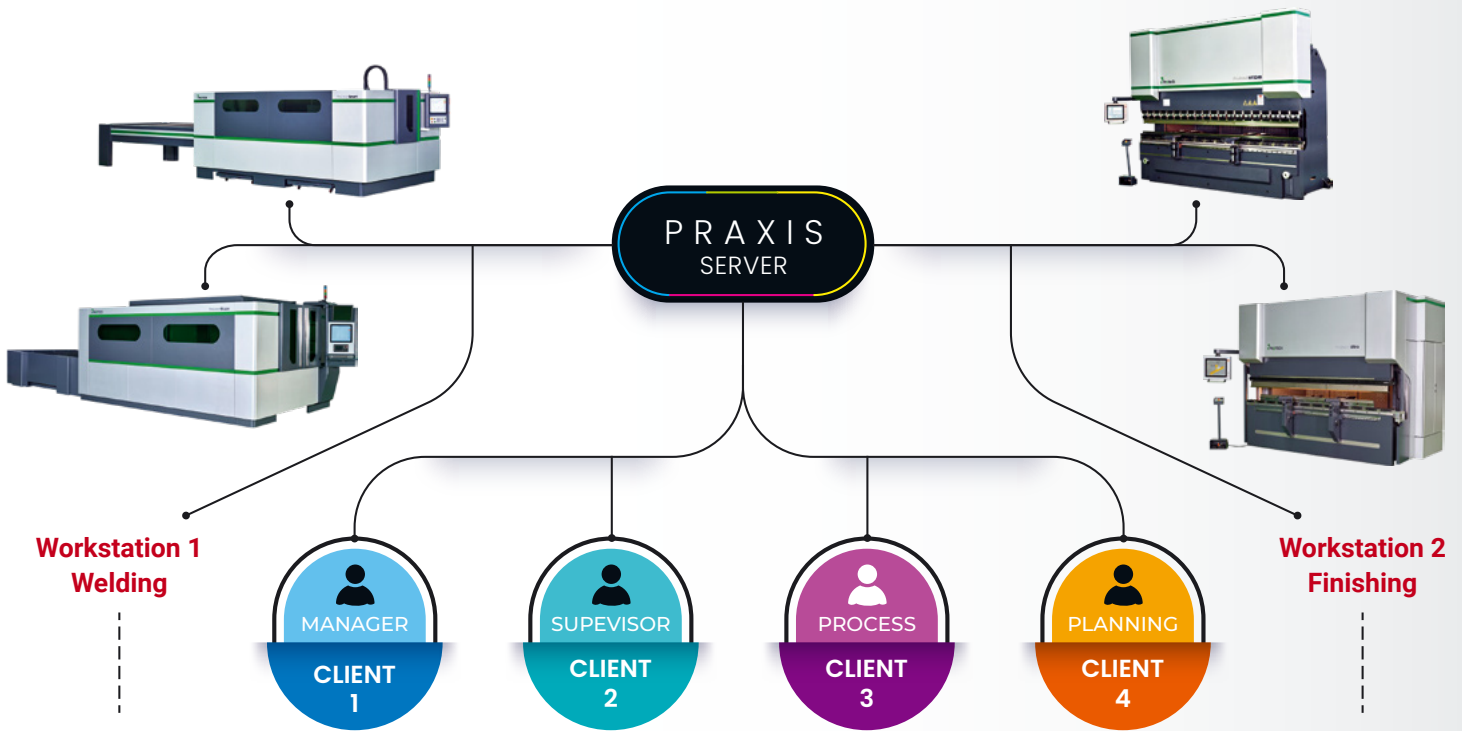 PRAXIS
SERVER
Workstation 1
Welding
Workstation 2
Finishing
MANAGER
CLIENT
1
SUPEVISOR
CLIENT
2
PROCESS
CLIENT
3
PLANNING
CLIENT
4